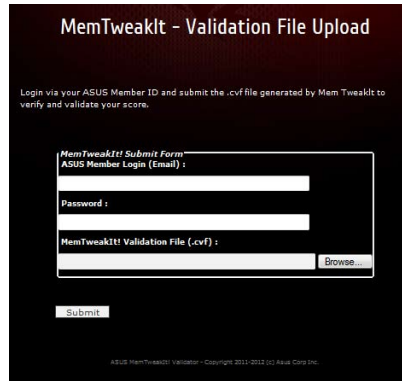 MemTweakIt - Validation File Upload
Login via your ASUS Member ID and submit the .cvf file generated by Mem TweakIt to
verify and validate your score.
MemTweakIt! Submit Form
ASUS Member Login (Email) :
Password :
MemTweakIt! Validation File (.cvf) :
Browse...
Submit
ASUS MemTweakIt! Validator - Copyright 2011-2012 (c) Asus Corp Inc.